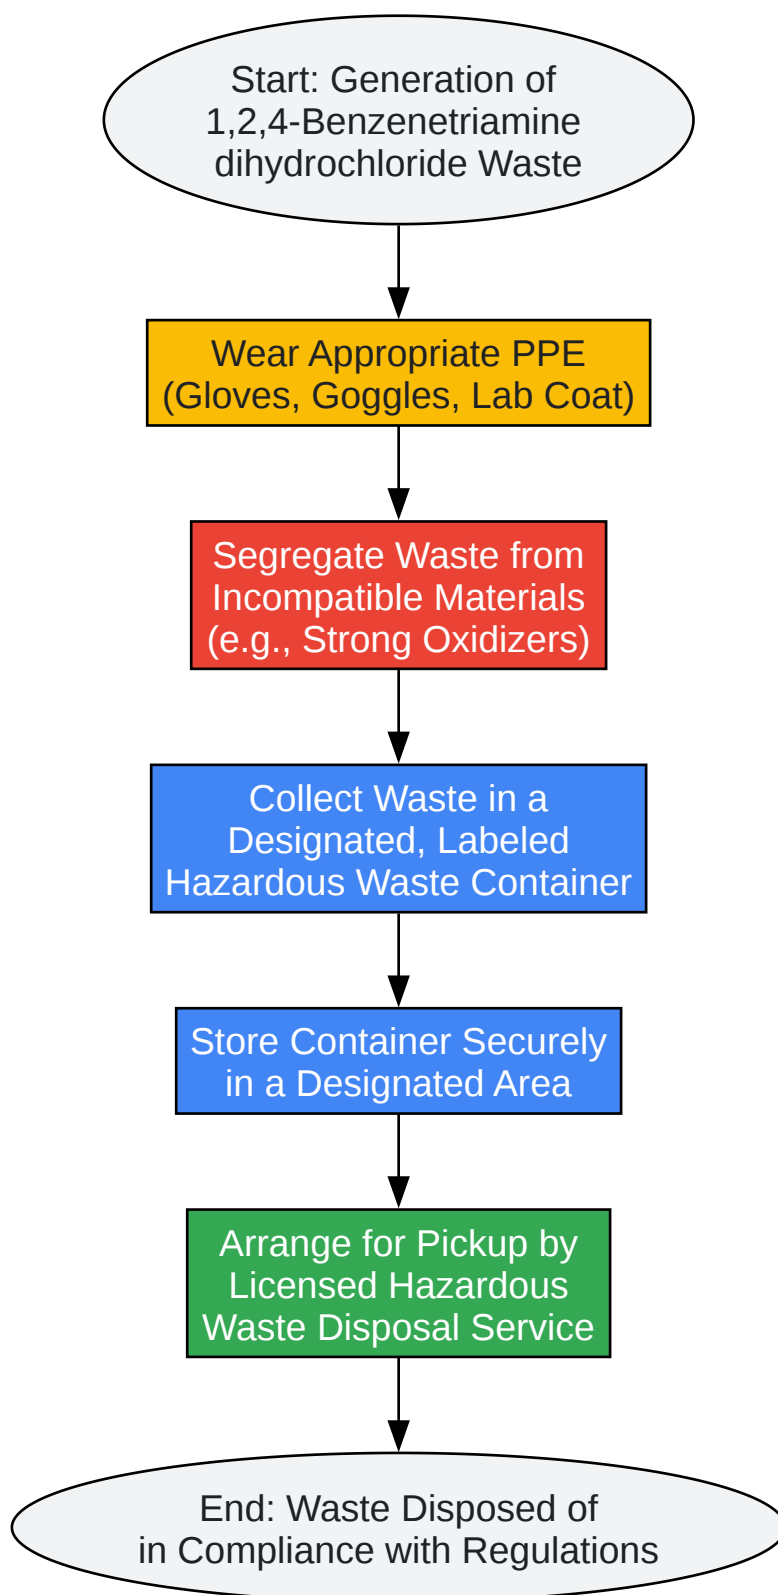 Start: Generation of
1,2,4-Benzenetriamine
dihydrochloride Waste
Wear Appropriate PPE
(Gloves, Goggles, Lab Coat)
Segregate Waste from
Incompatible Materials
(e.g., Strong Oxidizers)
Collect Waste in a
Designated, Labeled
Hazardous Waste Container
Store Container Securely
in a Designated Area
Arrange for Pickup by
Licensed Hazardous
Waste Disposal Service
End: Waste Disposed of
in Compliance with Regulations